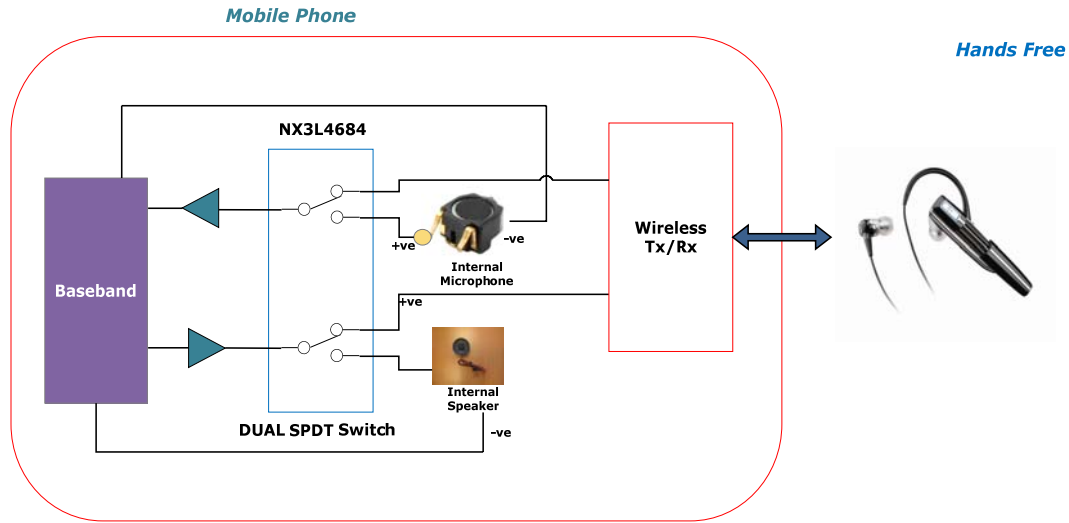 Mobile Phone
Hands Free
NX3L4684
+ve
-ve
Internal
Microphone
Wireless
Tx/Rx
Baseband
+ve
Internal
Speaker
DUAL SPDT Switch
-ve